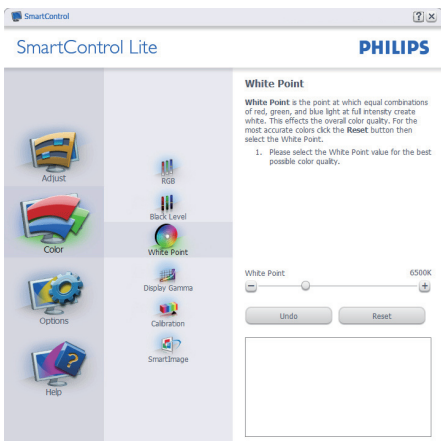 SmartControl
? ×
SmartControl Lite
PHILIPS
Adjust
Color
Options
Help
RGB
Black Level
White Point
Display Gamma
Calibration
SmartImage
White Point
White Point is the point at which equal combinations
of red, green, and blue light at full intensity create
white. This effects the overall color quality. For the
most accurate colors click the Reset button then
select the White Point.
1. Please select the White Point value for the best
possible color quality.
White Point 6500K
Undo Reset